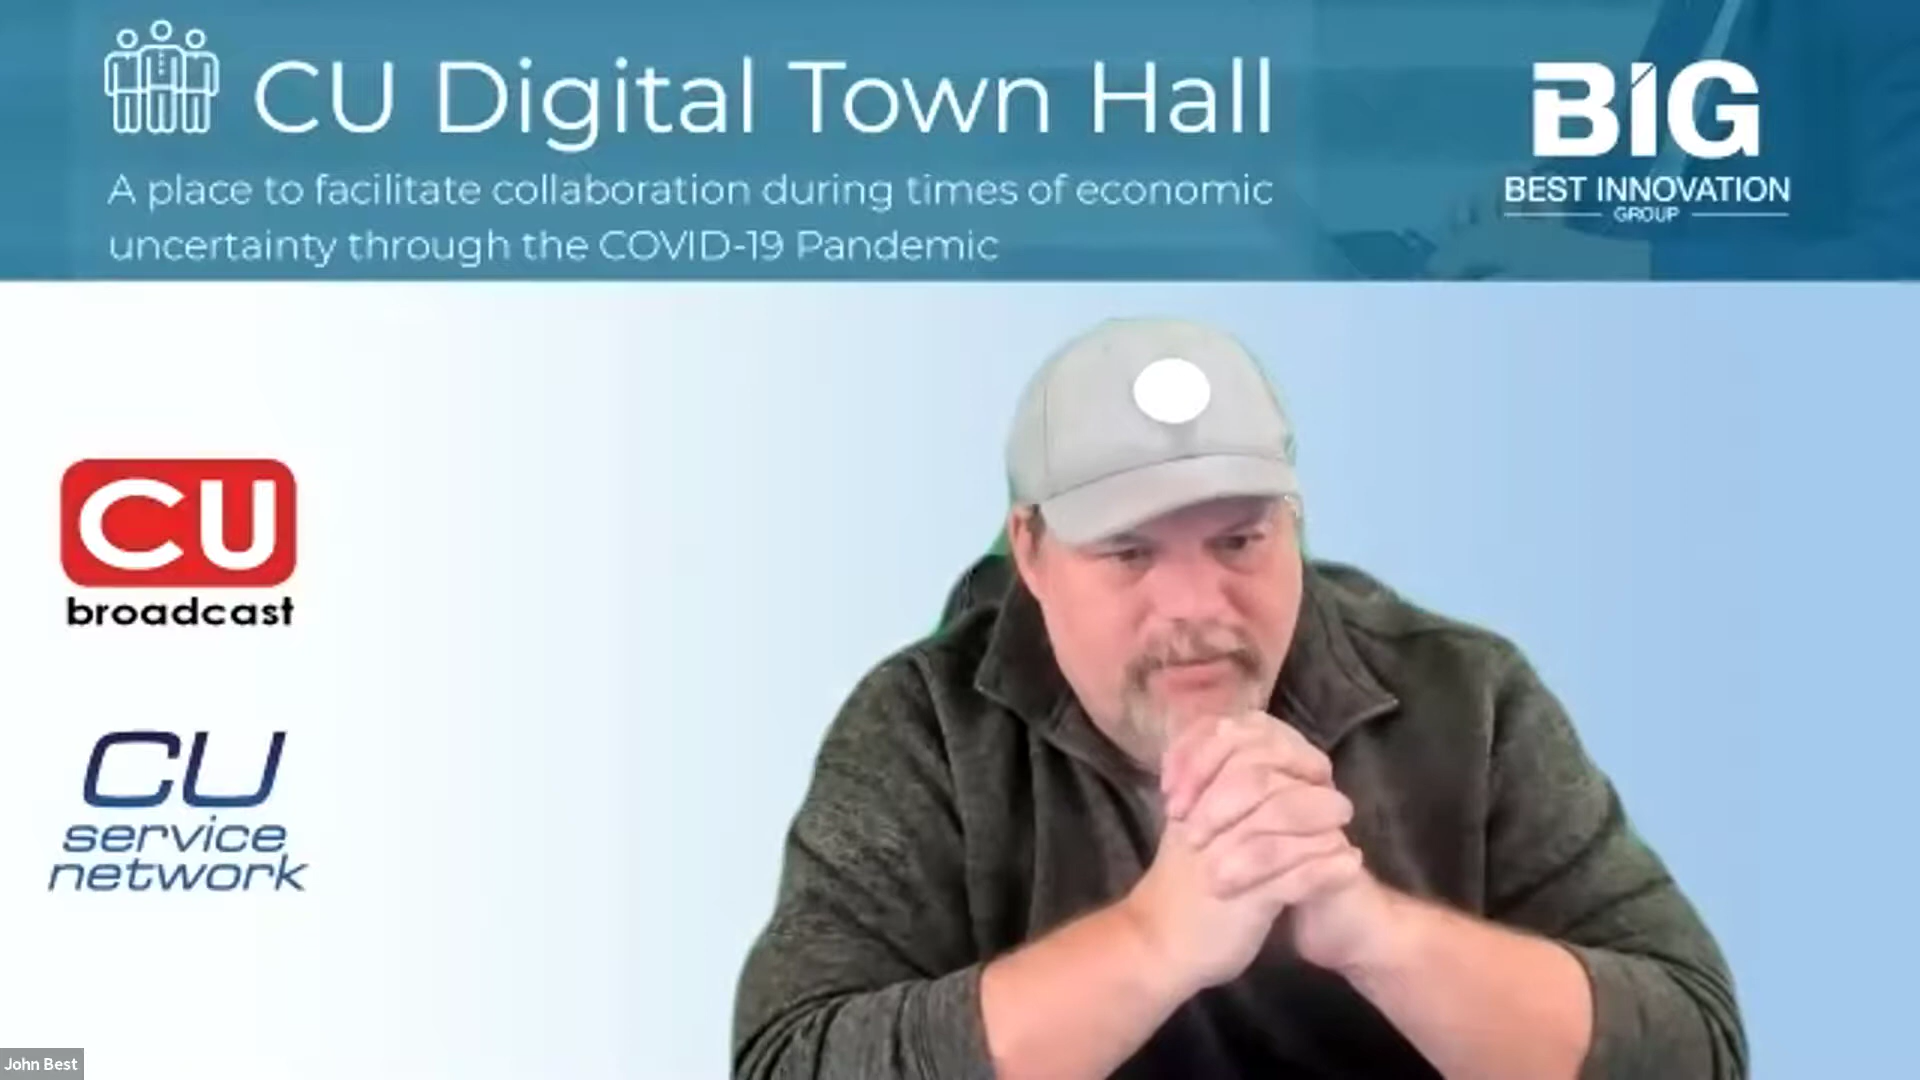 CU Digital Town Hall
BIG
BEST INNOVATION
GROUP
A place to facilitate collaboration during times of economic
uncertainty through the COVID-19 Pandemic
CU
broadcast
CU
service
network
John Best